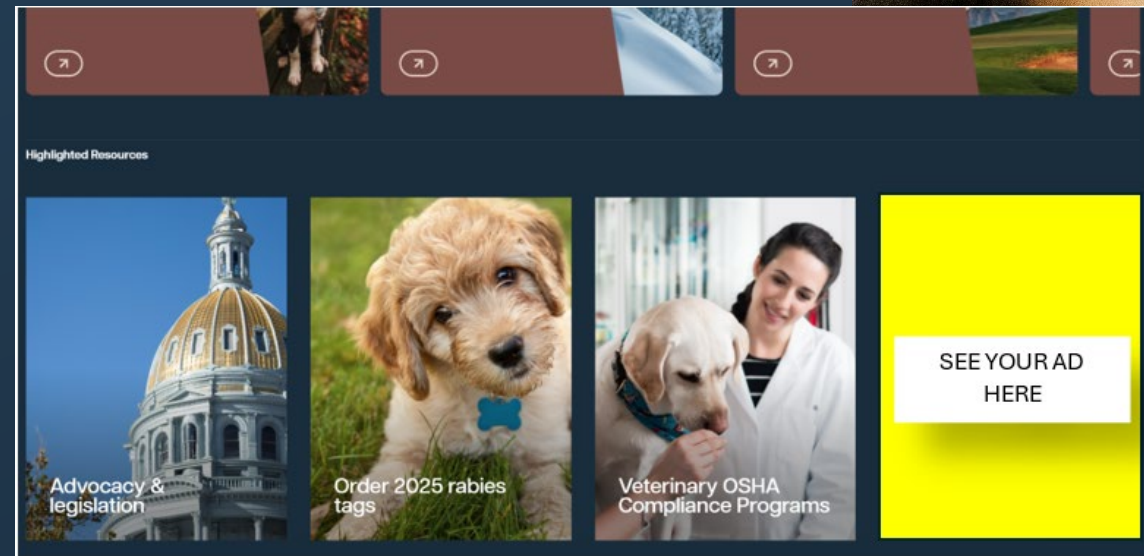 Highlighted Resources
Advocacy &
legislation
Order 2025 rabies
tags
Veterinary OSHA
Compliance Programs
SEE YOUR AD
HERE